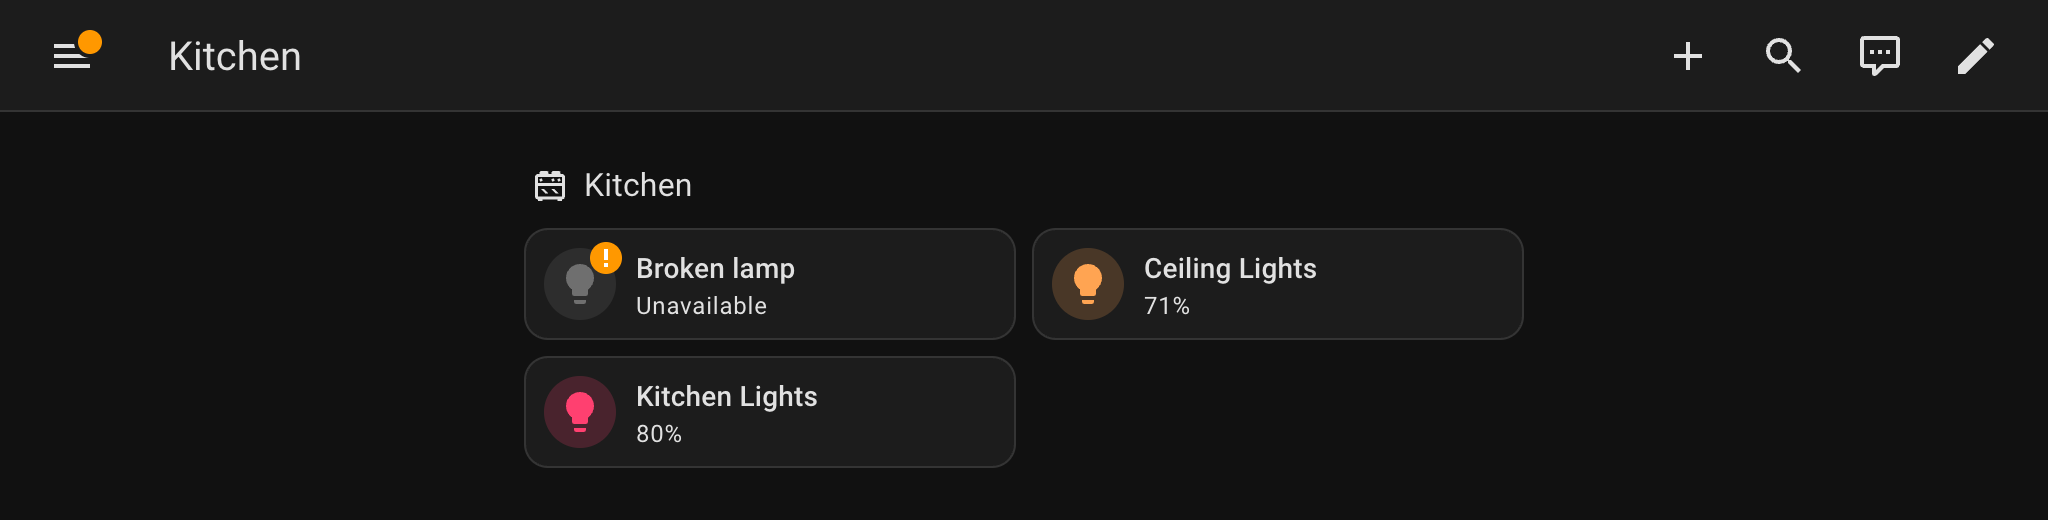 Kitchen
Kitchen
Broken lamp
Unavailable
Ceiling Lights
71%
Kitchen Lights
80%